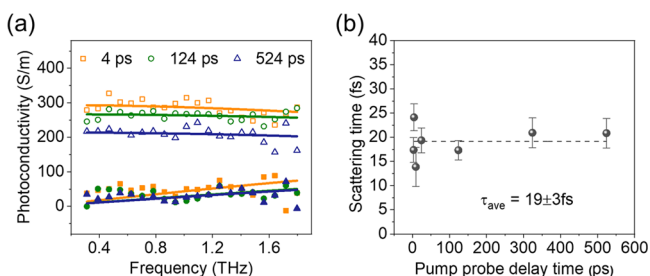 (a)
4 ps 124 ps 524 ps
Photoconductivity (S/m)
400
300
200
100
0
0.4 0.8 1.2 1.6
Frequency (THz)
(b)
Scattering time (fs)
40
35
30
25
20
15
10
5
0
τave = 19±3fs
0 100 200 300 400 500 600
Pump probe delay time (ps)